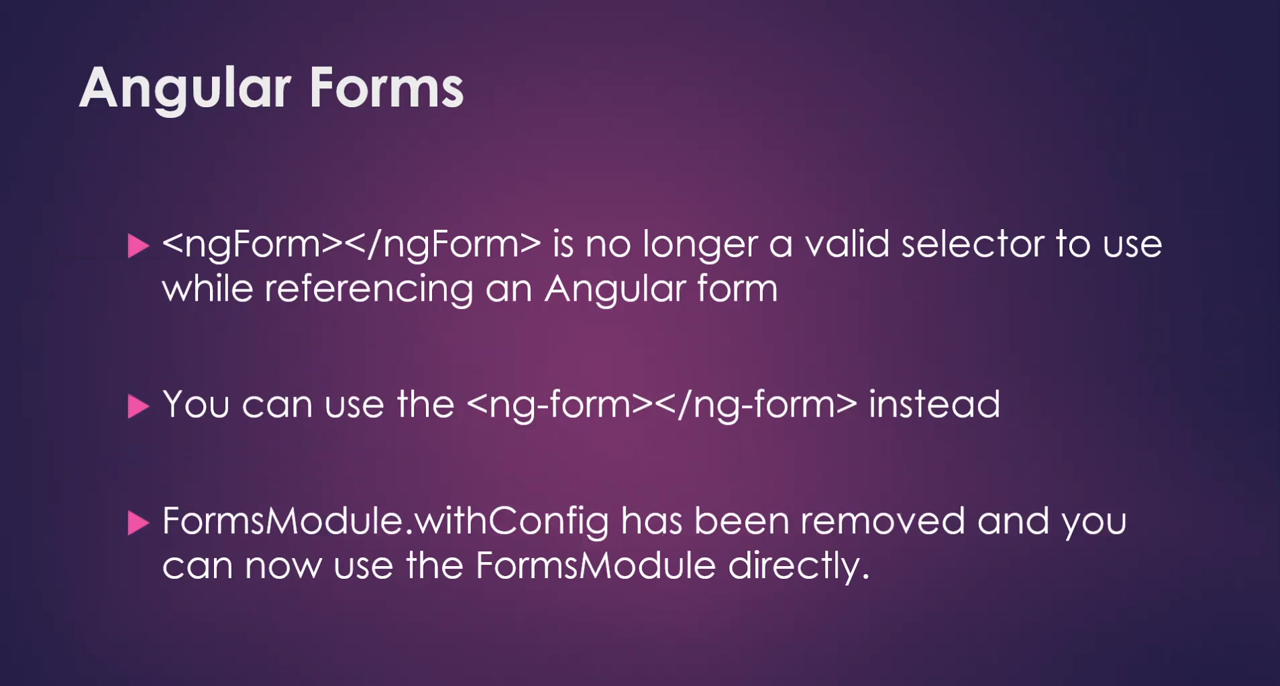 Angular Forms
<ngForm></ngForm> is no longer a valid selector to use
while referencing an Angular form
You can use the <ng-form></ng-form> instead
FormsModule.withConfig has been removed and you
can now use the FormsModule directly.